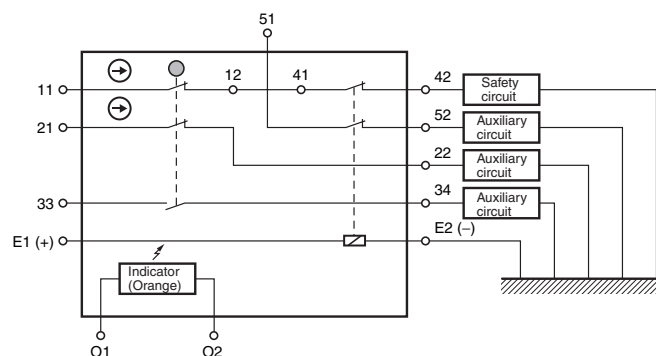 51
11
12
41
42
Safety
circuit
21
52
Auxiliary
circuit
22
Auxiliary
circuit
33
34
Auxiliary
circuit
E1 (+)
E2 (−)
Indicator
(Orange)
O1
O2